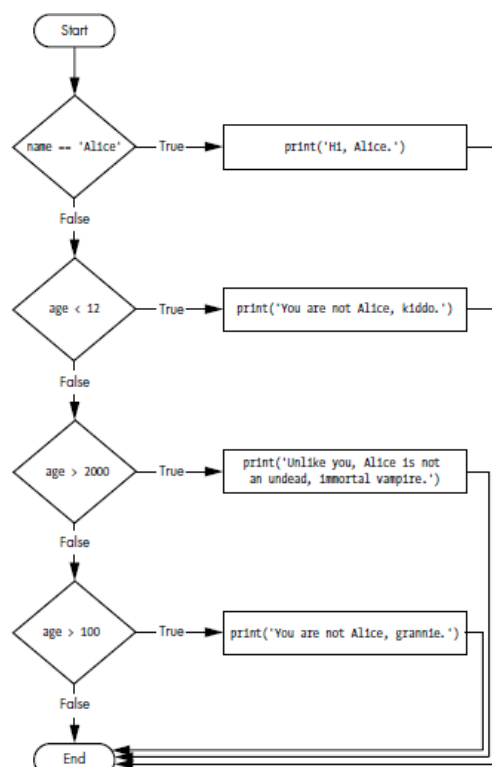 Start
name == 'Alice'
True
print('Hi, Alice.')
False
age < 12
True
print('You are not Alice, kiddo.')
False
age > 2000
True
print('Unlike you, Alice is not
an undead, immortal vampire.')
False
age > 100
True
print('You are not Alice, grannie.')
False
End